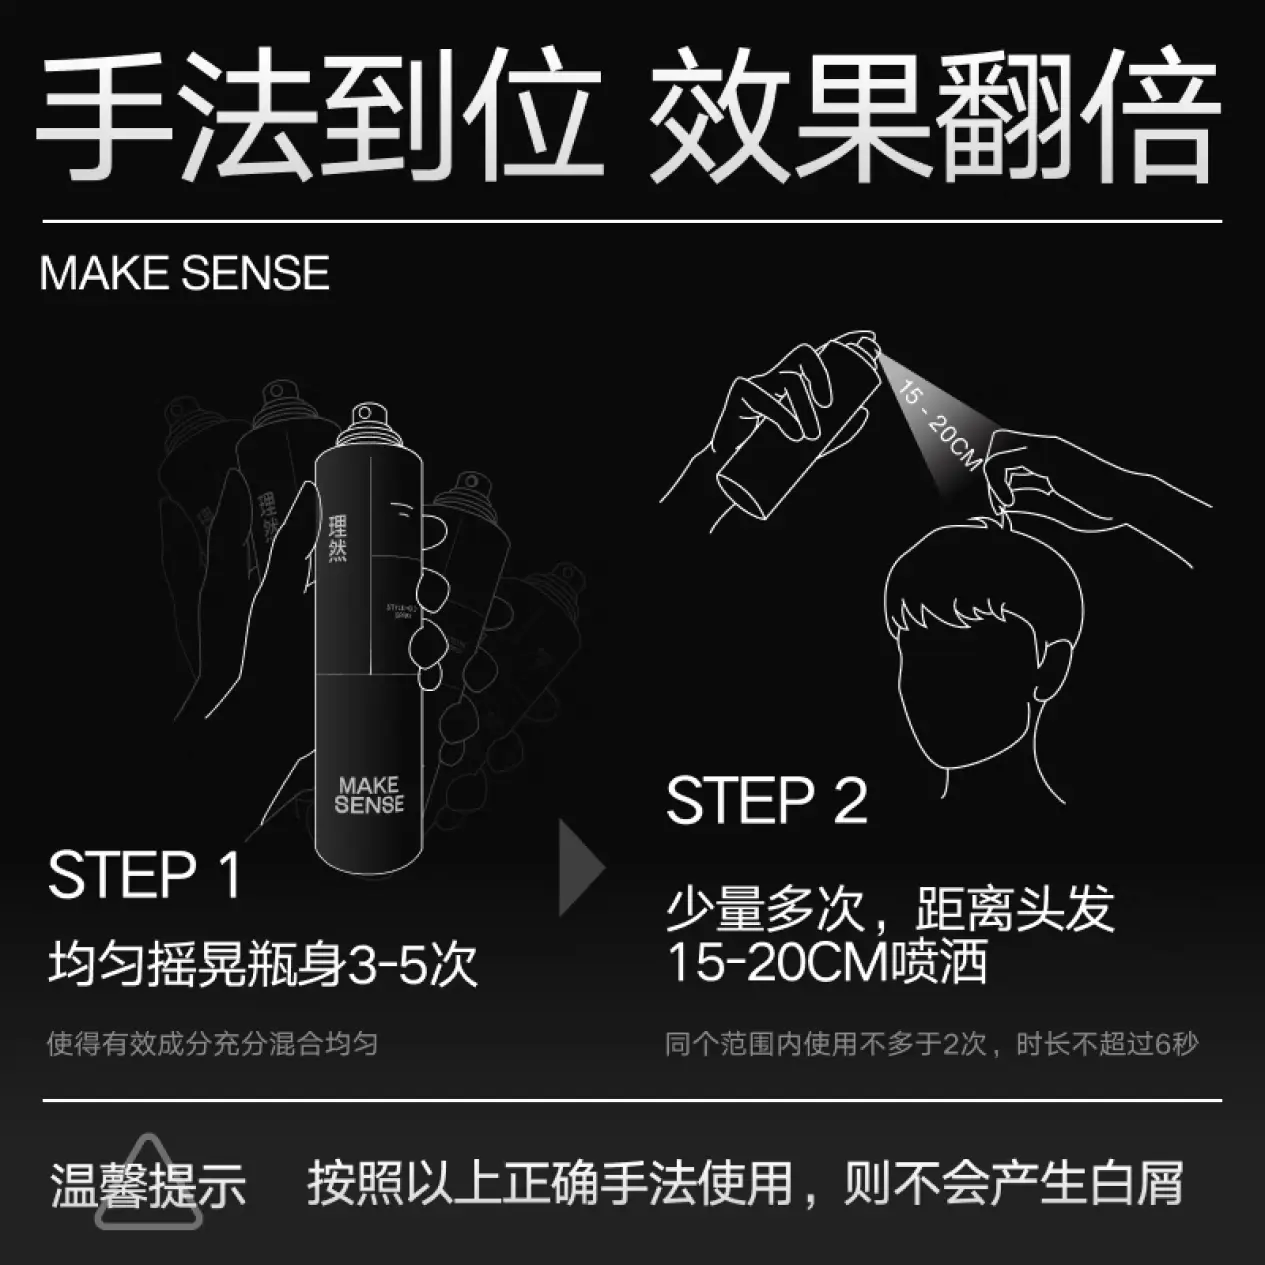 手法到位 效果翻倍
MAKE SENSE
15-20CM
理然
理然
MAKE
SENSE
STEP 1
均匀摇晃瓶身3-5次
使得有效成分充分混合均匀
STEP 2
少量多次，距离头发
15-20CM喷洒
同个范围内使用不多于2次，时长不超过6秒
温馨提示 按照以上正确手法使用，则不会产生白屑